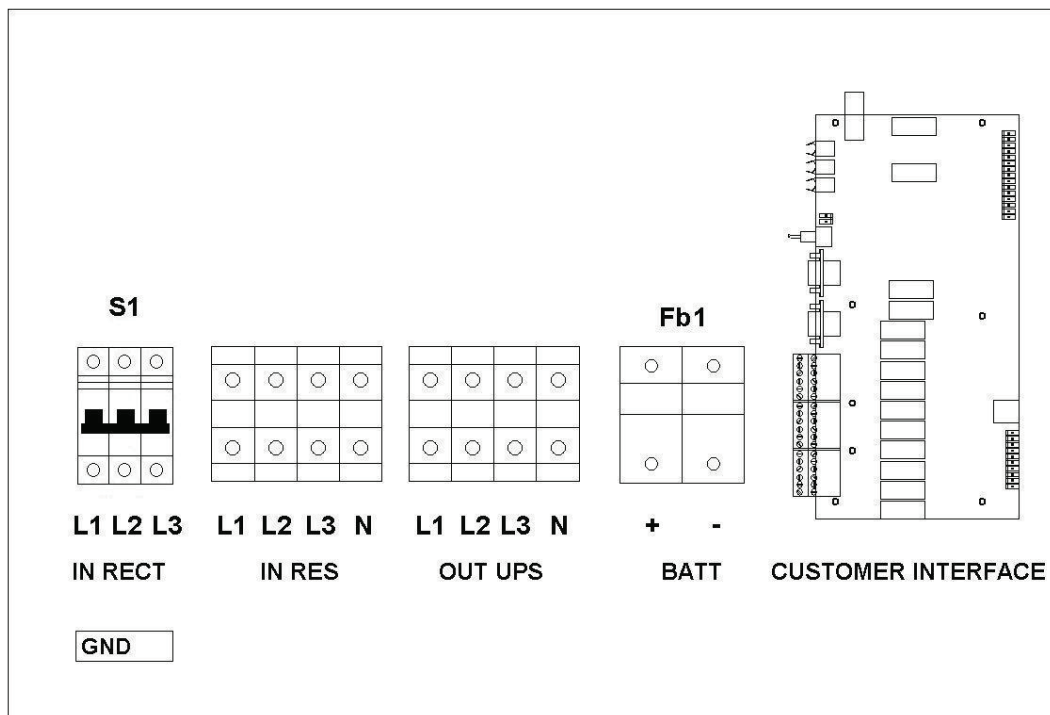 S1
Fb1
L1 L2 L3 L1 L2 L3 N L1 L2 L3 N + -
IN RECT IN RES OUT UPS BATT CUSTOMER INTERFACE
GND